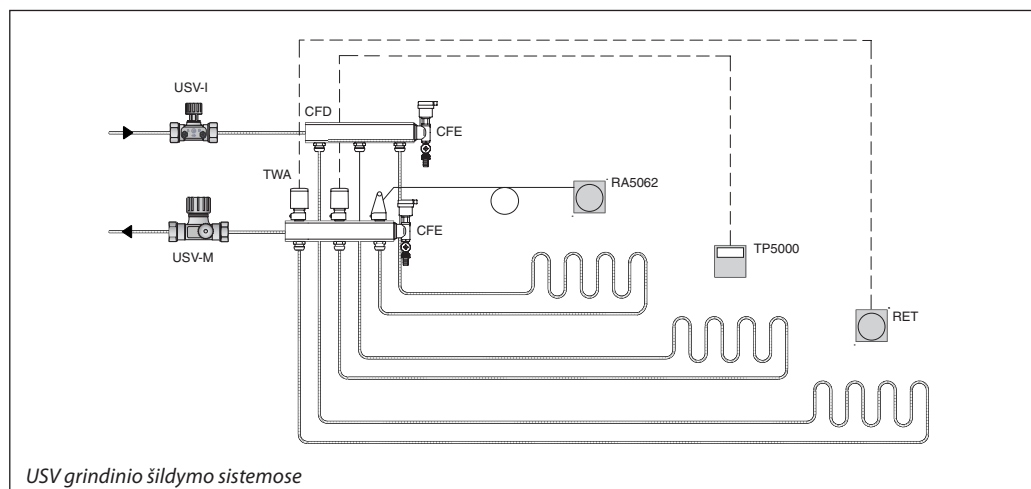 USV-I
CFD
CFE
TWA
RA5062
CFE
USV-M
TP5000
RET
USV grindinio šildymo sistemose